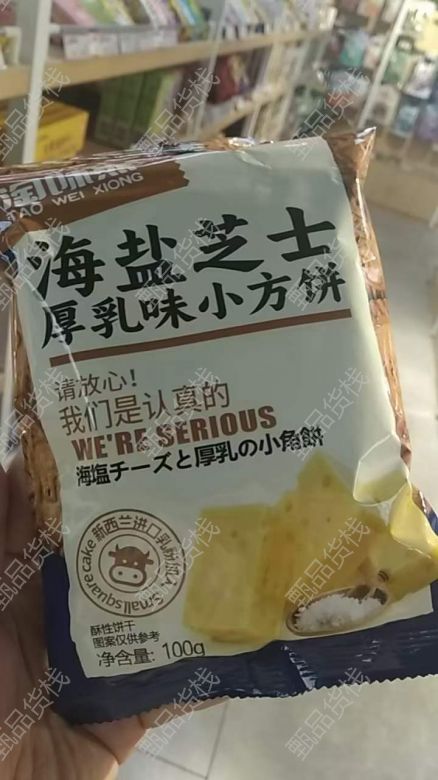 TAO WEI XIONG
海盐芝士
厚乳味小方饼
请放心!
我们是认真的
WE'RE SERIOUS
海塩チーズと厚乳の小角餅
新西兰进口乳粉加入
Small square cake
酥性饼干
图案仅供参考
净含量: 100g
甄品货栈